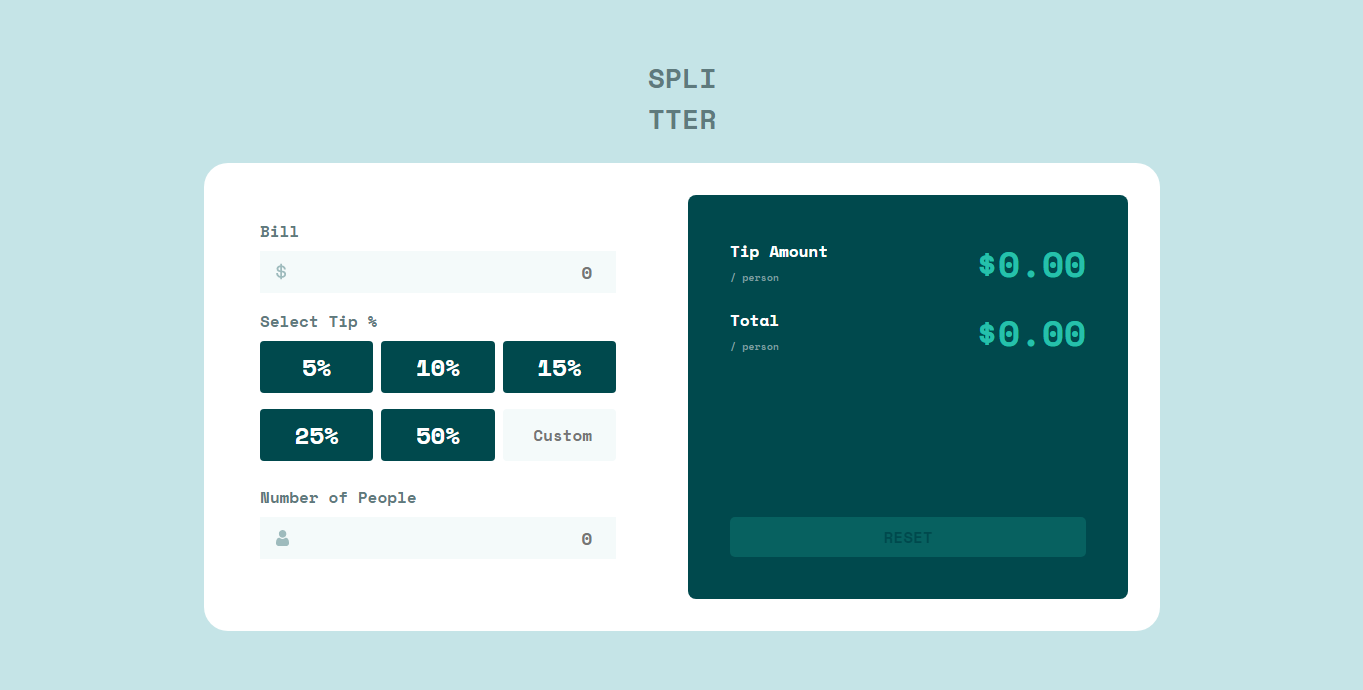 SPLI
TTER
Bill
$ 0
Select Tip %
5% 10% 15%
25% 50% Custom
Number of People
0
Tip Amount $0.00
/ person
Total $0.00
/ person
RESET